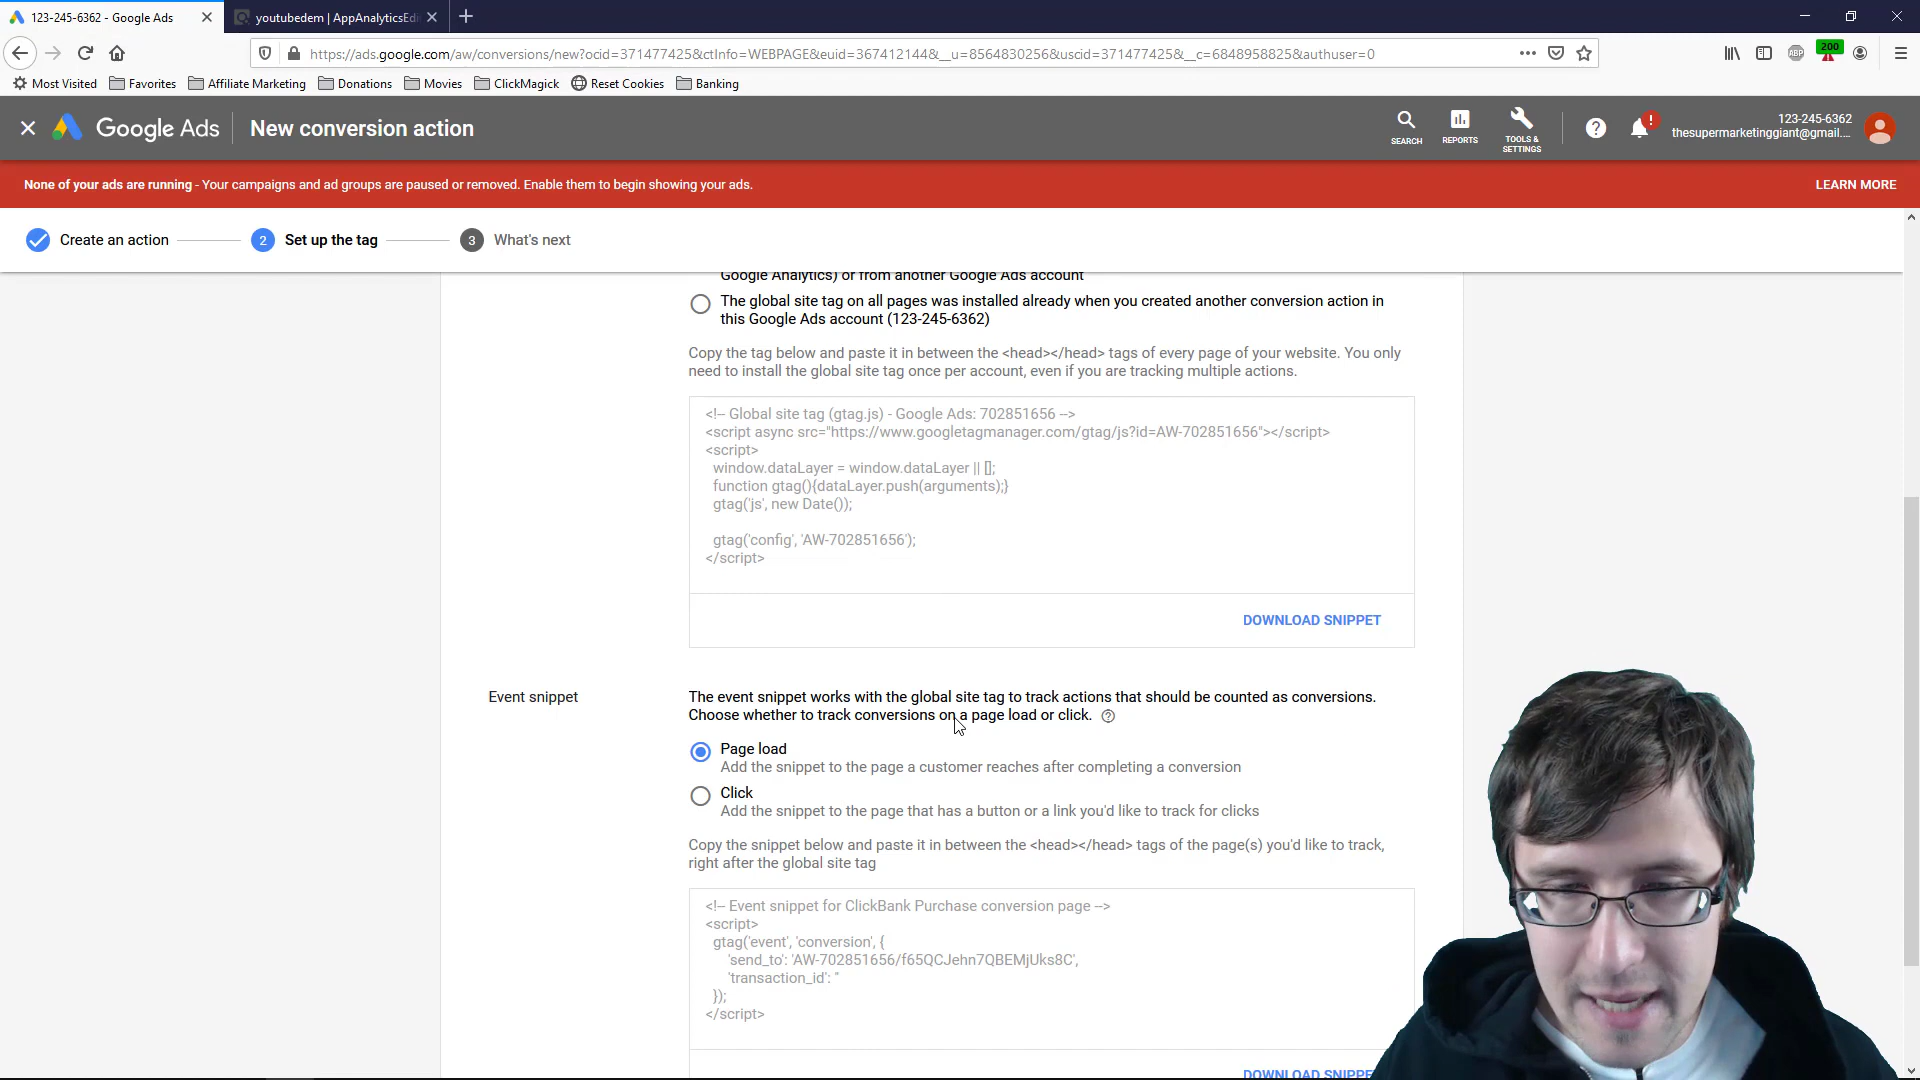 123-245-6362 - Google Ads
youtubedem | AppAnalyticsEdi
https://ads.google.com/aw/conversions/new?ocid=371477425&ctInfo=WEBPAGE&euid=367412144&__u=8564830256&uscid=371477425&__c=6848958825&authuser=0
200
ABP
Most Visited
Favorites
Affiliate Marketing
Donations
Movies
ClickMagick
Reset Cookies
Banking
Google Ads
New conversion action
SEARCH
REPORTS
TOOLS & SETTINGS
123-245-6362
thesupermarketinggiant@gmail....
None of your ads are running - Your campaigns and ad groups are paused or removed. Enable them to begin showing your ads.
LEARN MORE
Create an action
2
Set up the tag
3
What's next
Google Analytics) or from another Google Ads account
The global site tag on all pages was installed already when you created another conversion action in
this Google Ads account (123-245-6362)
Copy the tag below and paste it in between the <head></head> tags of every page of your website. You only
need to install the global site tag once per account, even if you are tracking multiple actions.
<!-- Global site tag (gtag.js) - Google Ads: 702851656 -->
<script async src="https://www.googletagmanager.com/gtag/js?id=AW-702851656"></script>
<script>
window.dataLayer = window.dataLayer || [];
function gtag(){dataLayer.push(arguments);}
gtag('js', new Date());
gtag('config', 'AW-702851656');
</script>
DOWNLOAD SNIPPET
Event snippet
The event snippet works with the global site tag to track actions that should be counted as conversions.
Choose whether to track conversions on a page load or click.
Page load
Add the snippet to the page a customer reaches after completing a conversion
Click
Add the snippet to the page that has a button or a link you'd like to track for clicks
Copy the snippet below and paste it in between the <head></head> tags of the page(s) you'd like to track,
right after the global site tag
<!-- Event snippet for ClickBank Purchase conversion page -->
<script>
gtag('event', 'conversion', {
'send_to': 'AW-702851656/f65QCJehn7QBEMjUks8C',
'transaction_id': ''
});
</script>
DOWNLOAD SNIPPE